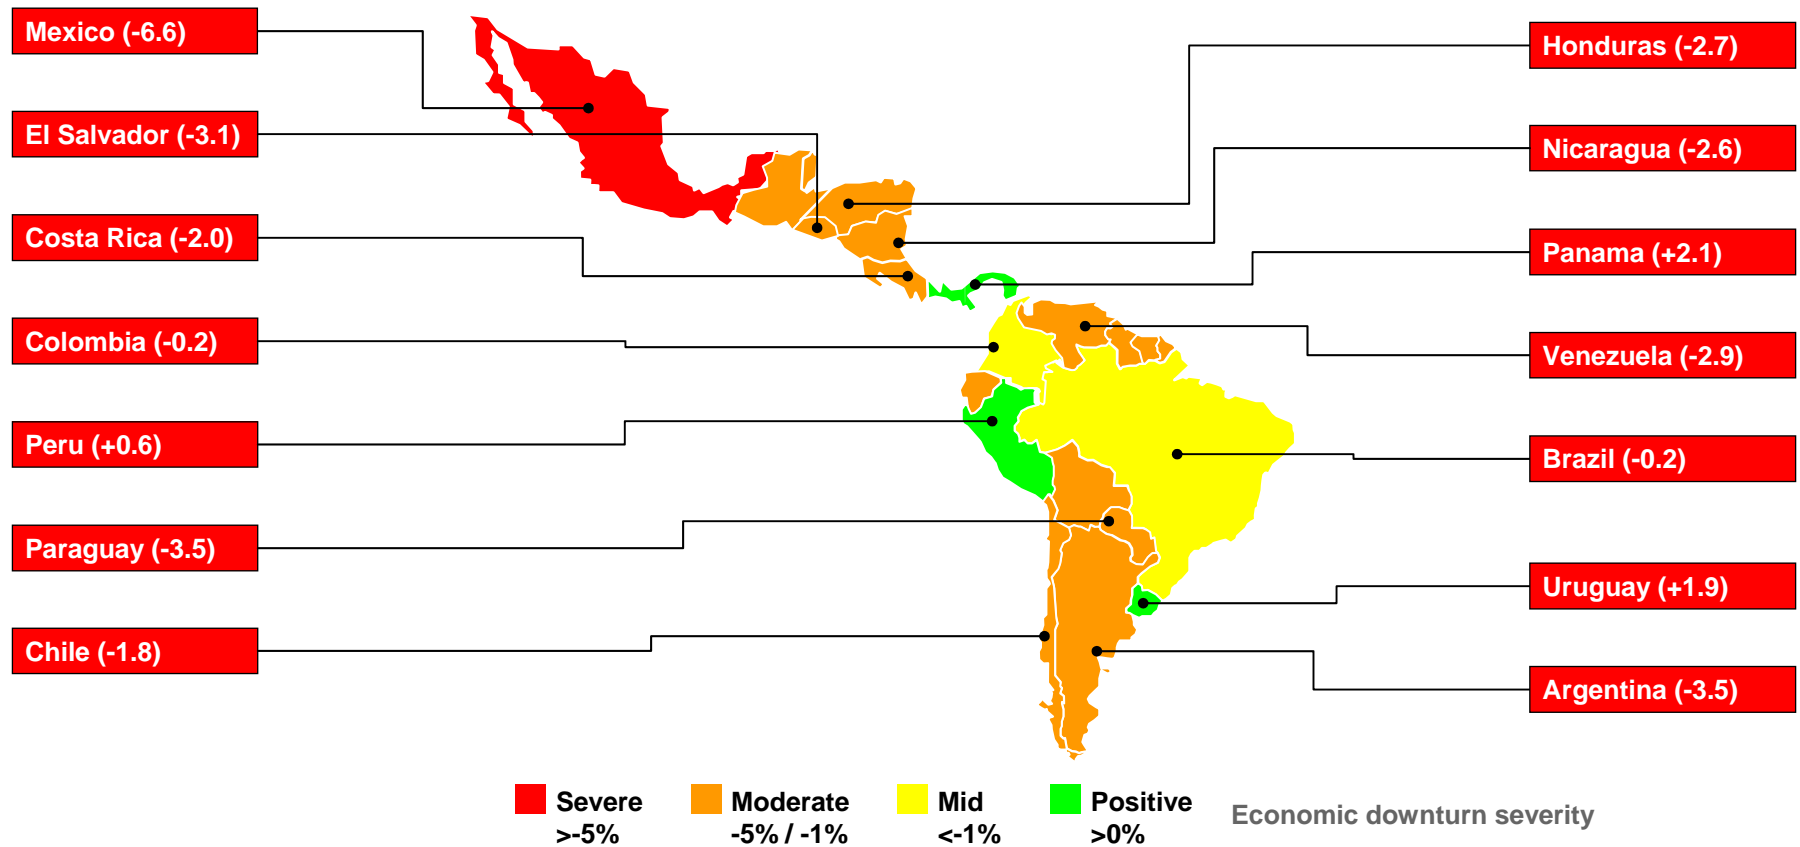 Mexico (-6.6)
El Salvador (-3.1)
Costa Rica (-2.0)
Colombia (-0.2)
Peru (+0.6)
Paraguay (-3.5)
Chile (-1.8)
Honduras (-2.7)
Nicaragua (-2.6)
Panama (+2.1)
Venezuela (-2.9)
Brazil (-0.2)
Uruguay (+1.9)
Argentina (-3.5)
Severe
>-5%
Moderate
-5% / -1%
Mid
<-1%
Positive
>0%
Economic downturn severity